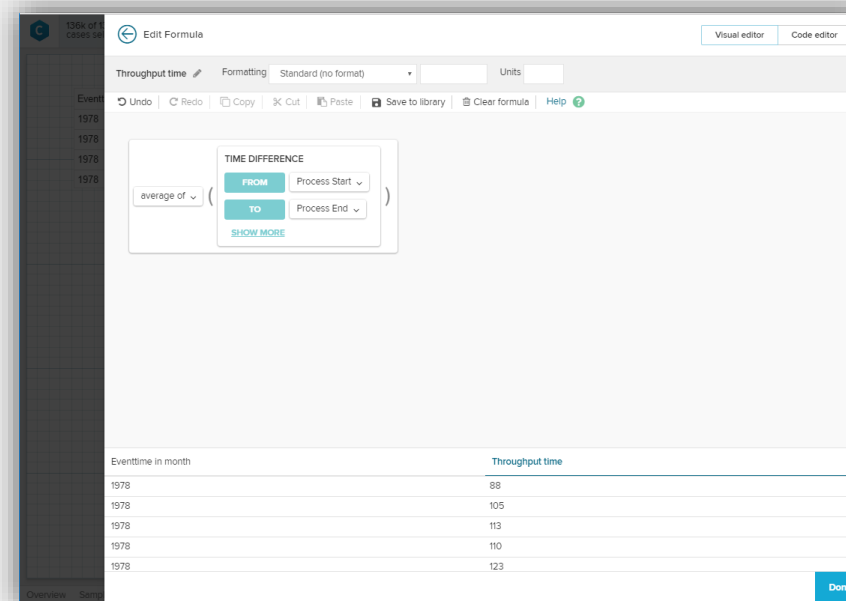 C
136k of 1
cases sel
Edit Formula
Visual editor
Code editor
Throughput time
Formatting
Standard (no format)
Units
Undo
Redo
Copy
Cut
Paste
Save to library
Clear formula
Help ?
Eventt
1978
1978
1978
1978
average of
(
TIME DIFFERENCE
FROM
Process Start
TO
Process End
SHOW MORE
)
Eventtime in month
Throughput time
1978
88
1978
105
1978
113
1978
110
1978
123
Overview
Samp
Don